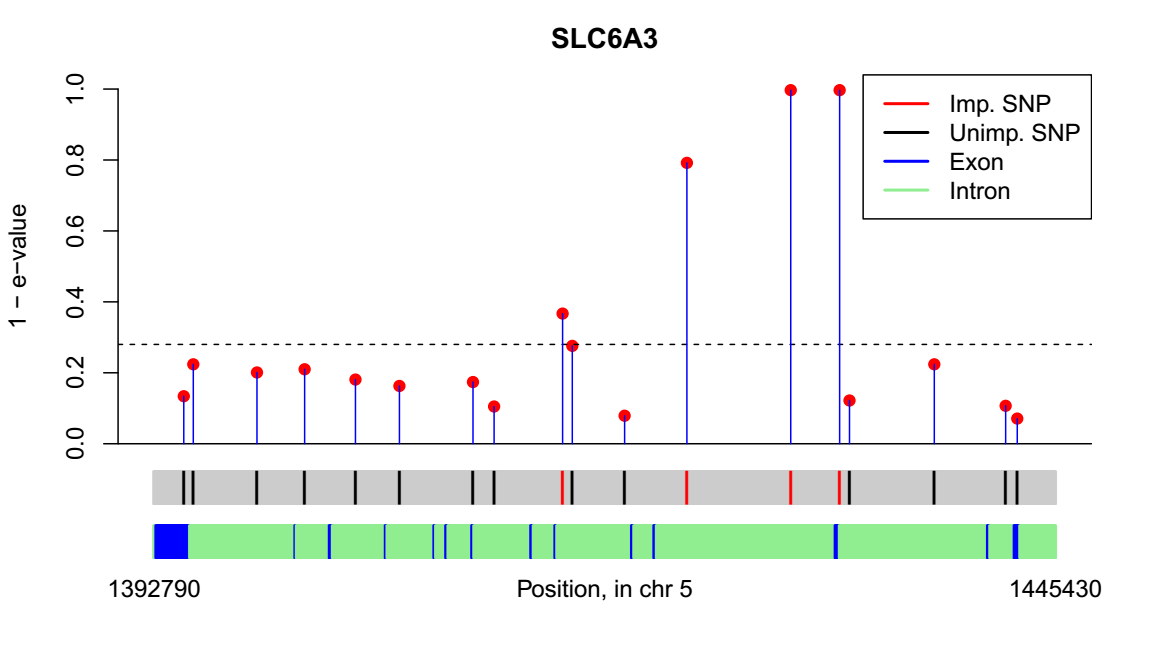 SLC6A3
1 − e−value
1.0
0.8
0.6
0.4
0.2
0.0
Imp. SNP
Unimp. SNP
Exon
Intron
1392790
Position, in chr 5
1445430